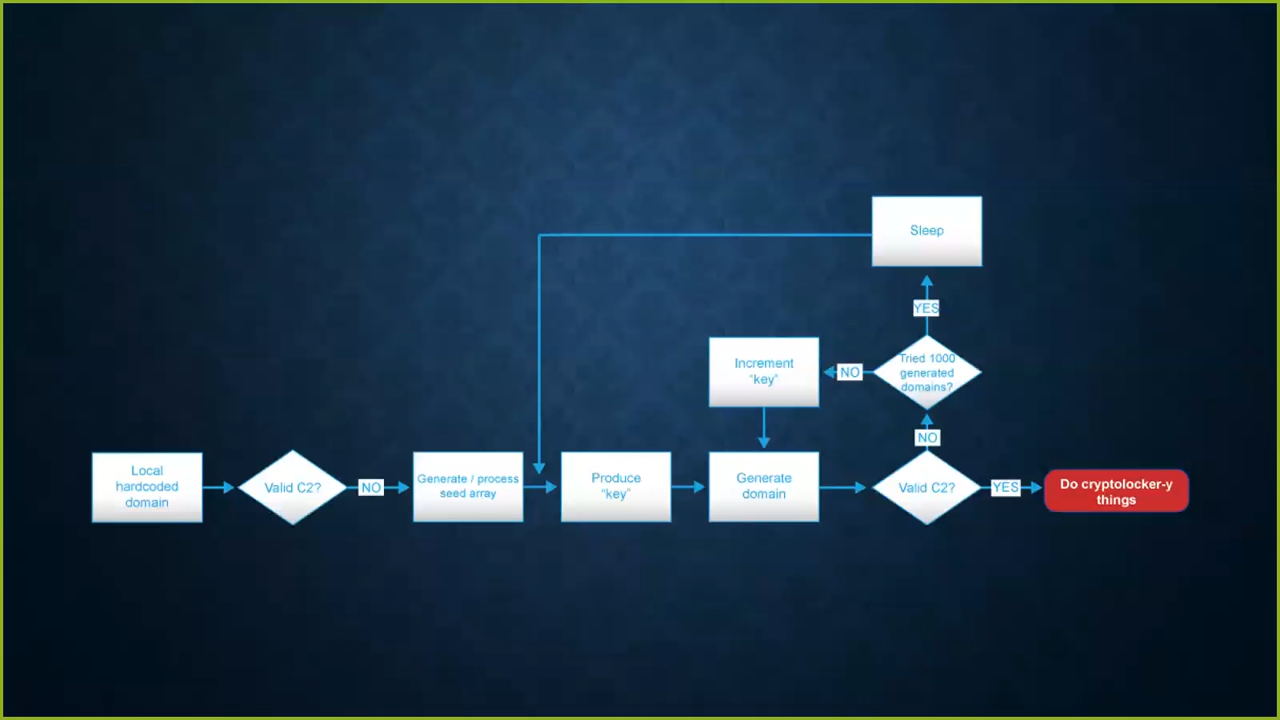 Sleep
YES
Increment
“key”
NO
Tried 1000
generated
domains?
NO
Local
hardcoded
domain
Valid C2?
NO
Generate / process
seed array
Produce
“key”
Generate
domain
Valid C2?
YES
Do cryptolocker-y
things